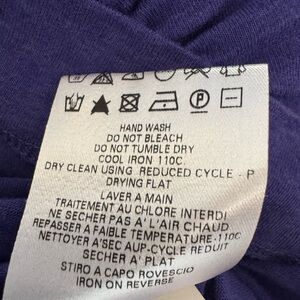 HAND WASH
DO NOT BLEACH
DO NOT TUMBLE DRY
COOL IRON 110C.
DRY CLEAN USING REDUCED CYCLE - P
DRYING FLAT
LAVER A MAIN
TRAITEMENT AU CHLORE INTERDI
NE SECHER PAS A'L'AIR CHAUD
REPASSER A FAIBLE TEMPERATURE-110C
NETTOYER A'SEC AUP-CYCLE REDUIT
SECHER A' PLAT
STIRO A CAPO ROVESCIO
IRON ON REVERSE